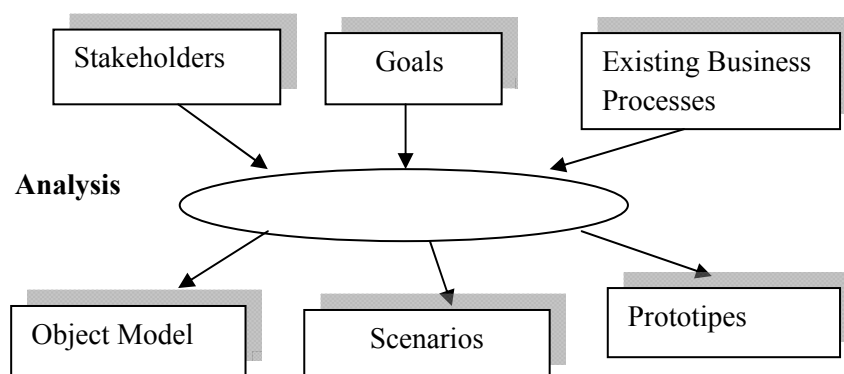 Stakeholders
Goals
Existing Business
Processes
Analysis
Object Model
Scenarios
Prototipes